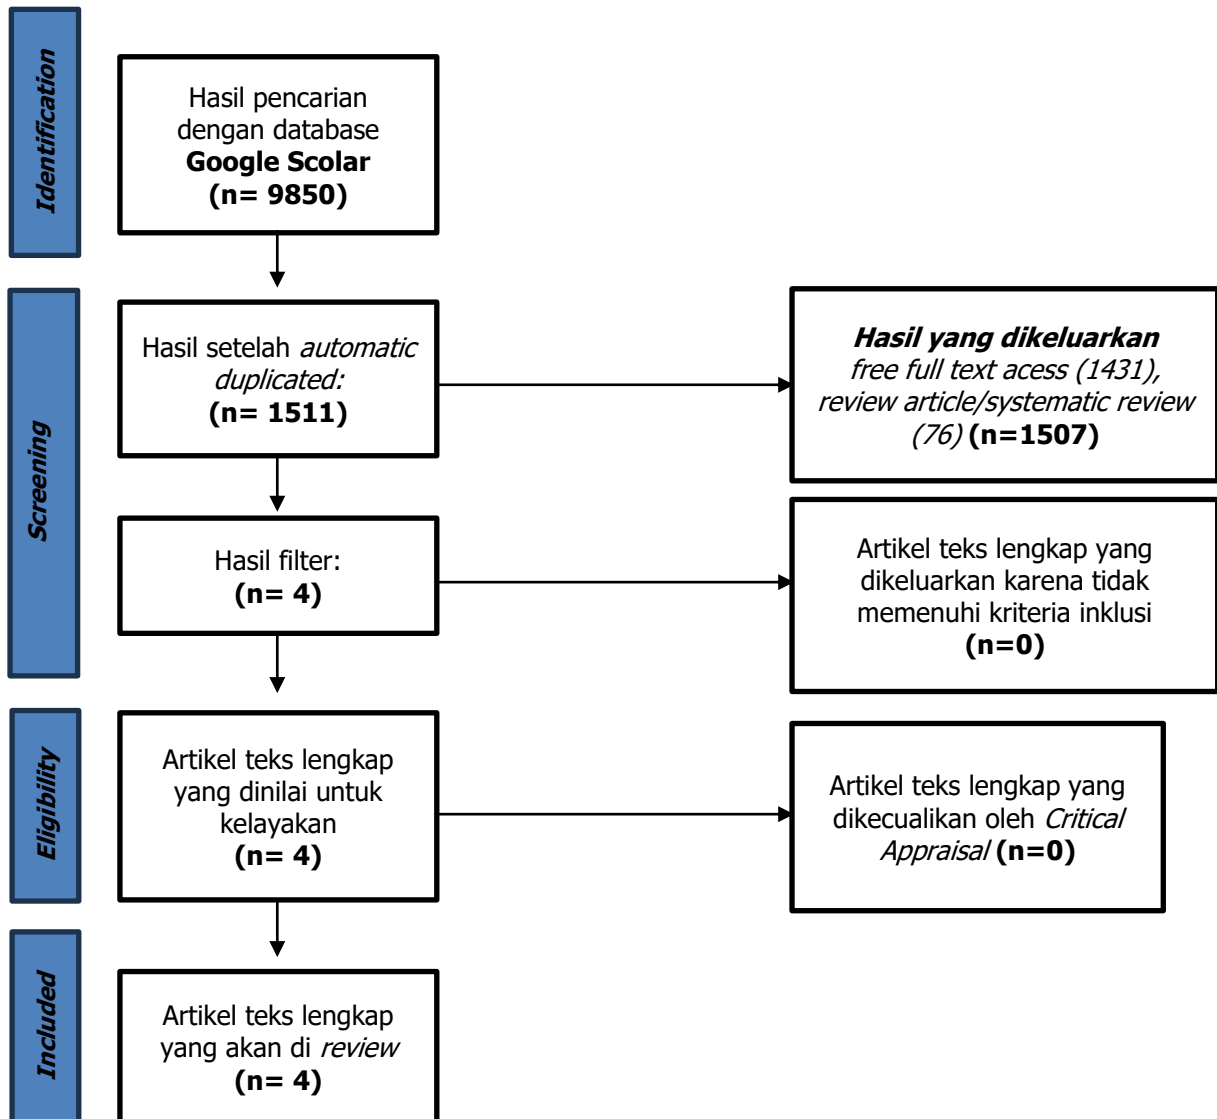 Identification
Hasil pencarian
dengan database
Google Scolar
(n= 9850)
Screening
Hasil setelah automatic
duplicated:
(n= 1511)
Hasil yang dikeluarkan
free full text acess (1431),
review article/systematic review
(76) (n=1507)
Hasil filter:
(n= 4)
Artikel teks lengkap yang
dikeluarkan karena tidak
memenuhi kriteria inklusi
(n=0)
Eligibility
Artikel teks lengkap
yang dinilai untuk
kelayakan
(n= 4)
Artikel teks lengkap yang
dikecualikan oleh Critical
Appraisal (n=0)
Included
Artikel teks lengkap
yang akan di review
(n= 4)